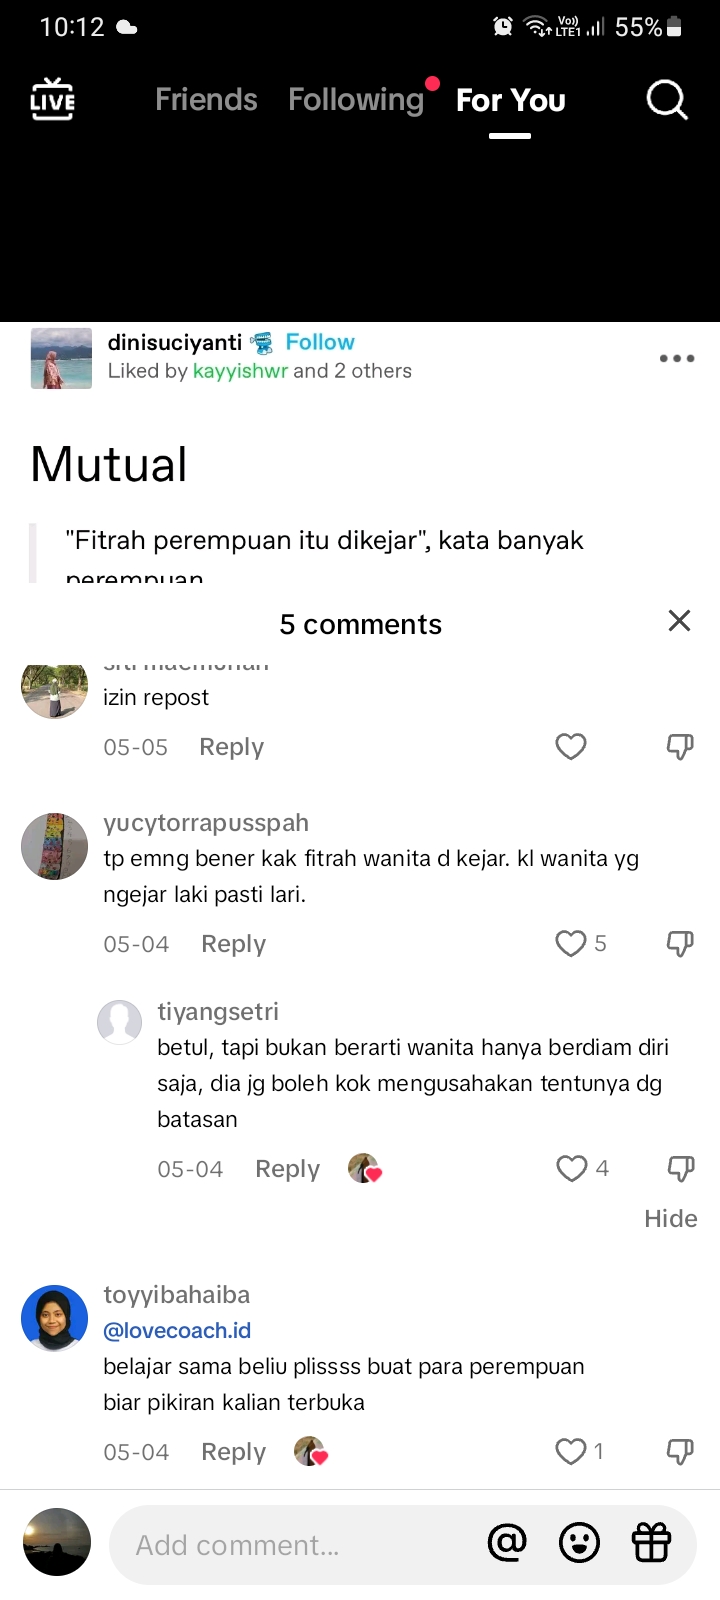 10:12
Vo))
LTE1
55%
LIVE
Friends
Following
For You
dinisuciyanti
Follow
Liked by kayyishwr and 2 others
Mutual
"Fitrah perempuan itu dikejar", kata banyak
perempuan
5 comments
izin repost
05-05
Reply
yucytorrapusspah
tp emng bener kak fitrah wanita d kejar. kl wanita yg
ngejar laki pasti lari.
05-04
Reply
5
tiyangsetri
betul, tapi bukan berarti wanita hanya berdiam diri
saja, dia jg boleh kok mengusahakan tentunya dg
batasan
05-04
Reply
4
Hide
toyyibahaiba
@lovecoach.id
belajar sama beliu plissss buat para perempuan
biar pikiran kalian terbuka
05-04
Reply
1
Add comment...